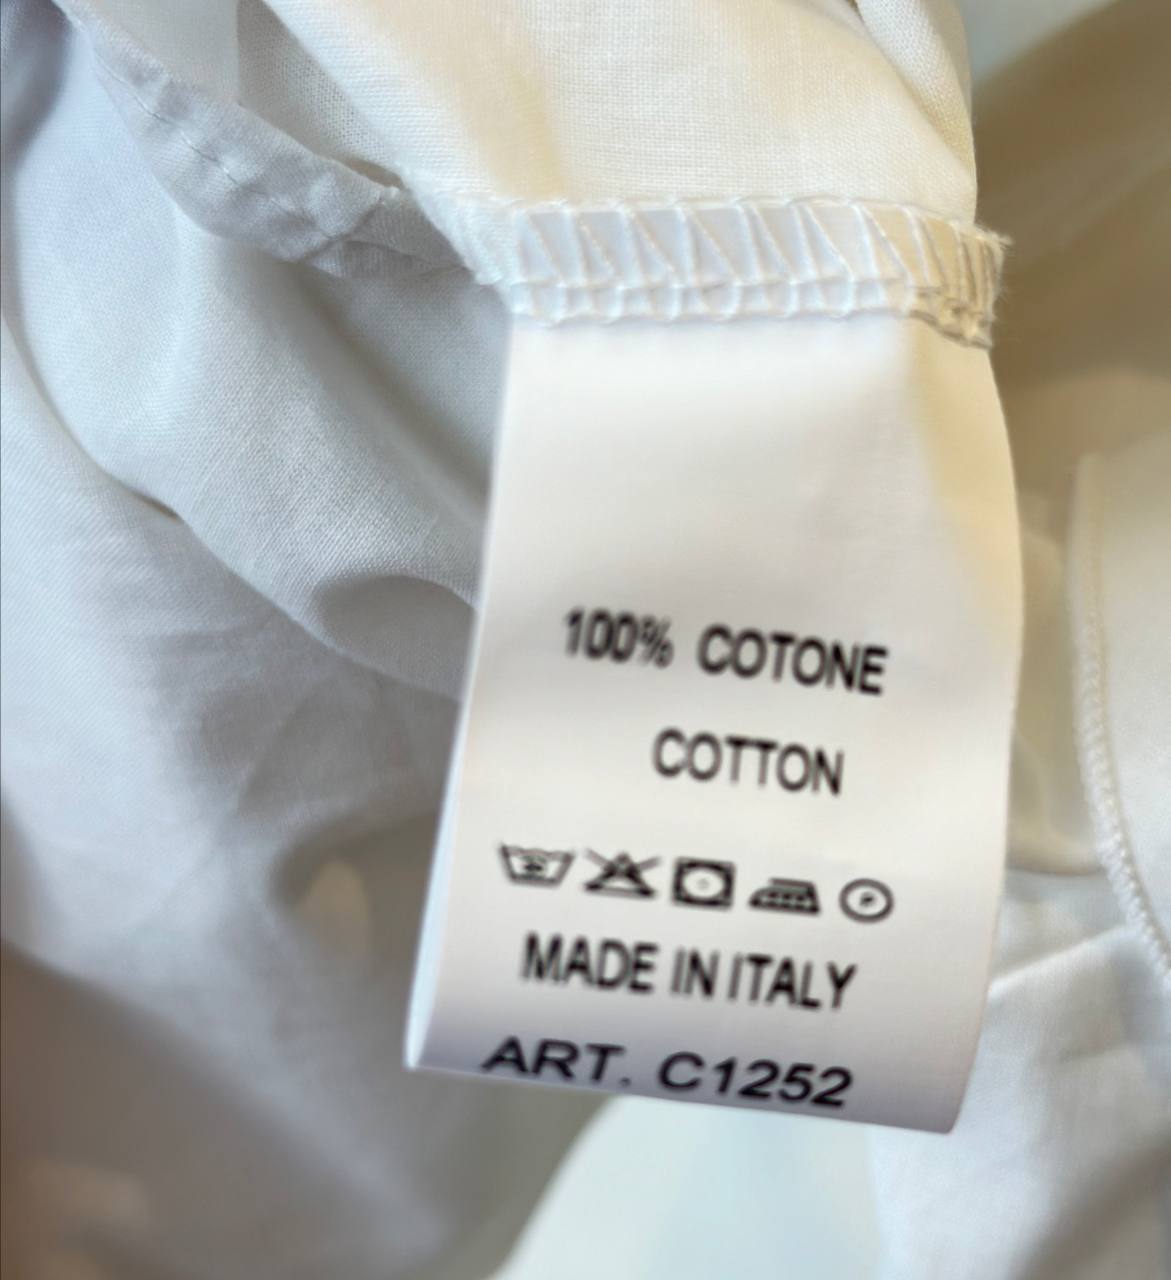 100% COTONE
COTTON
MADE IN ITALY
ART. C1252